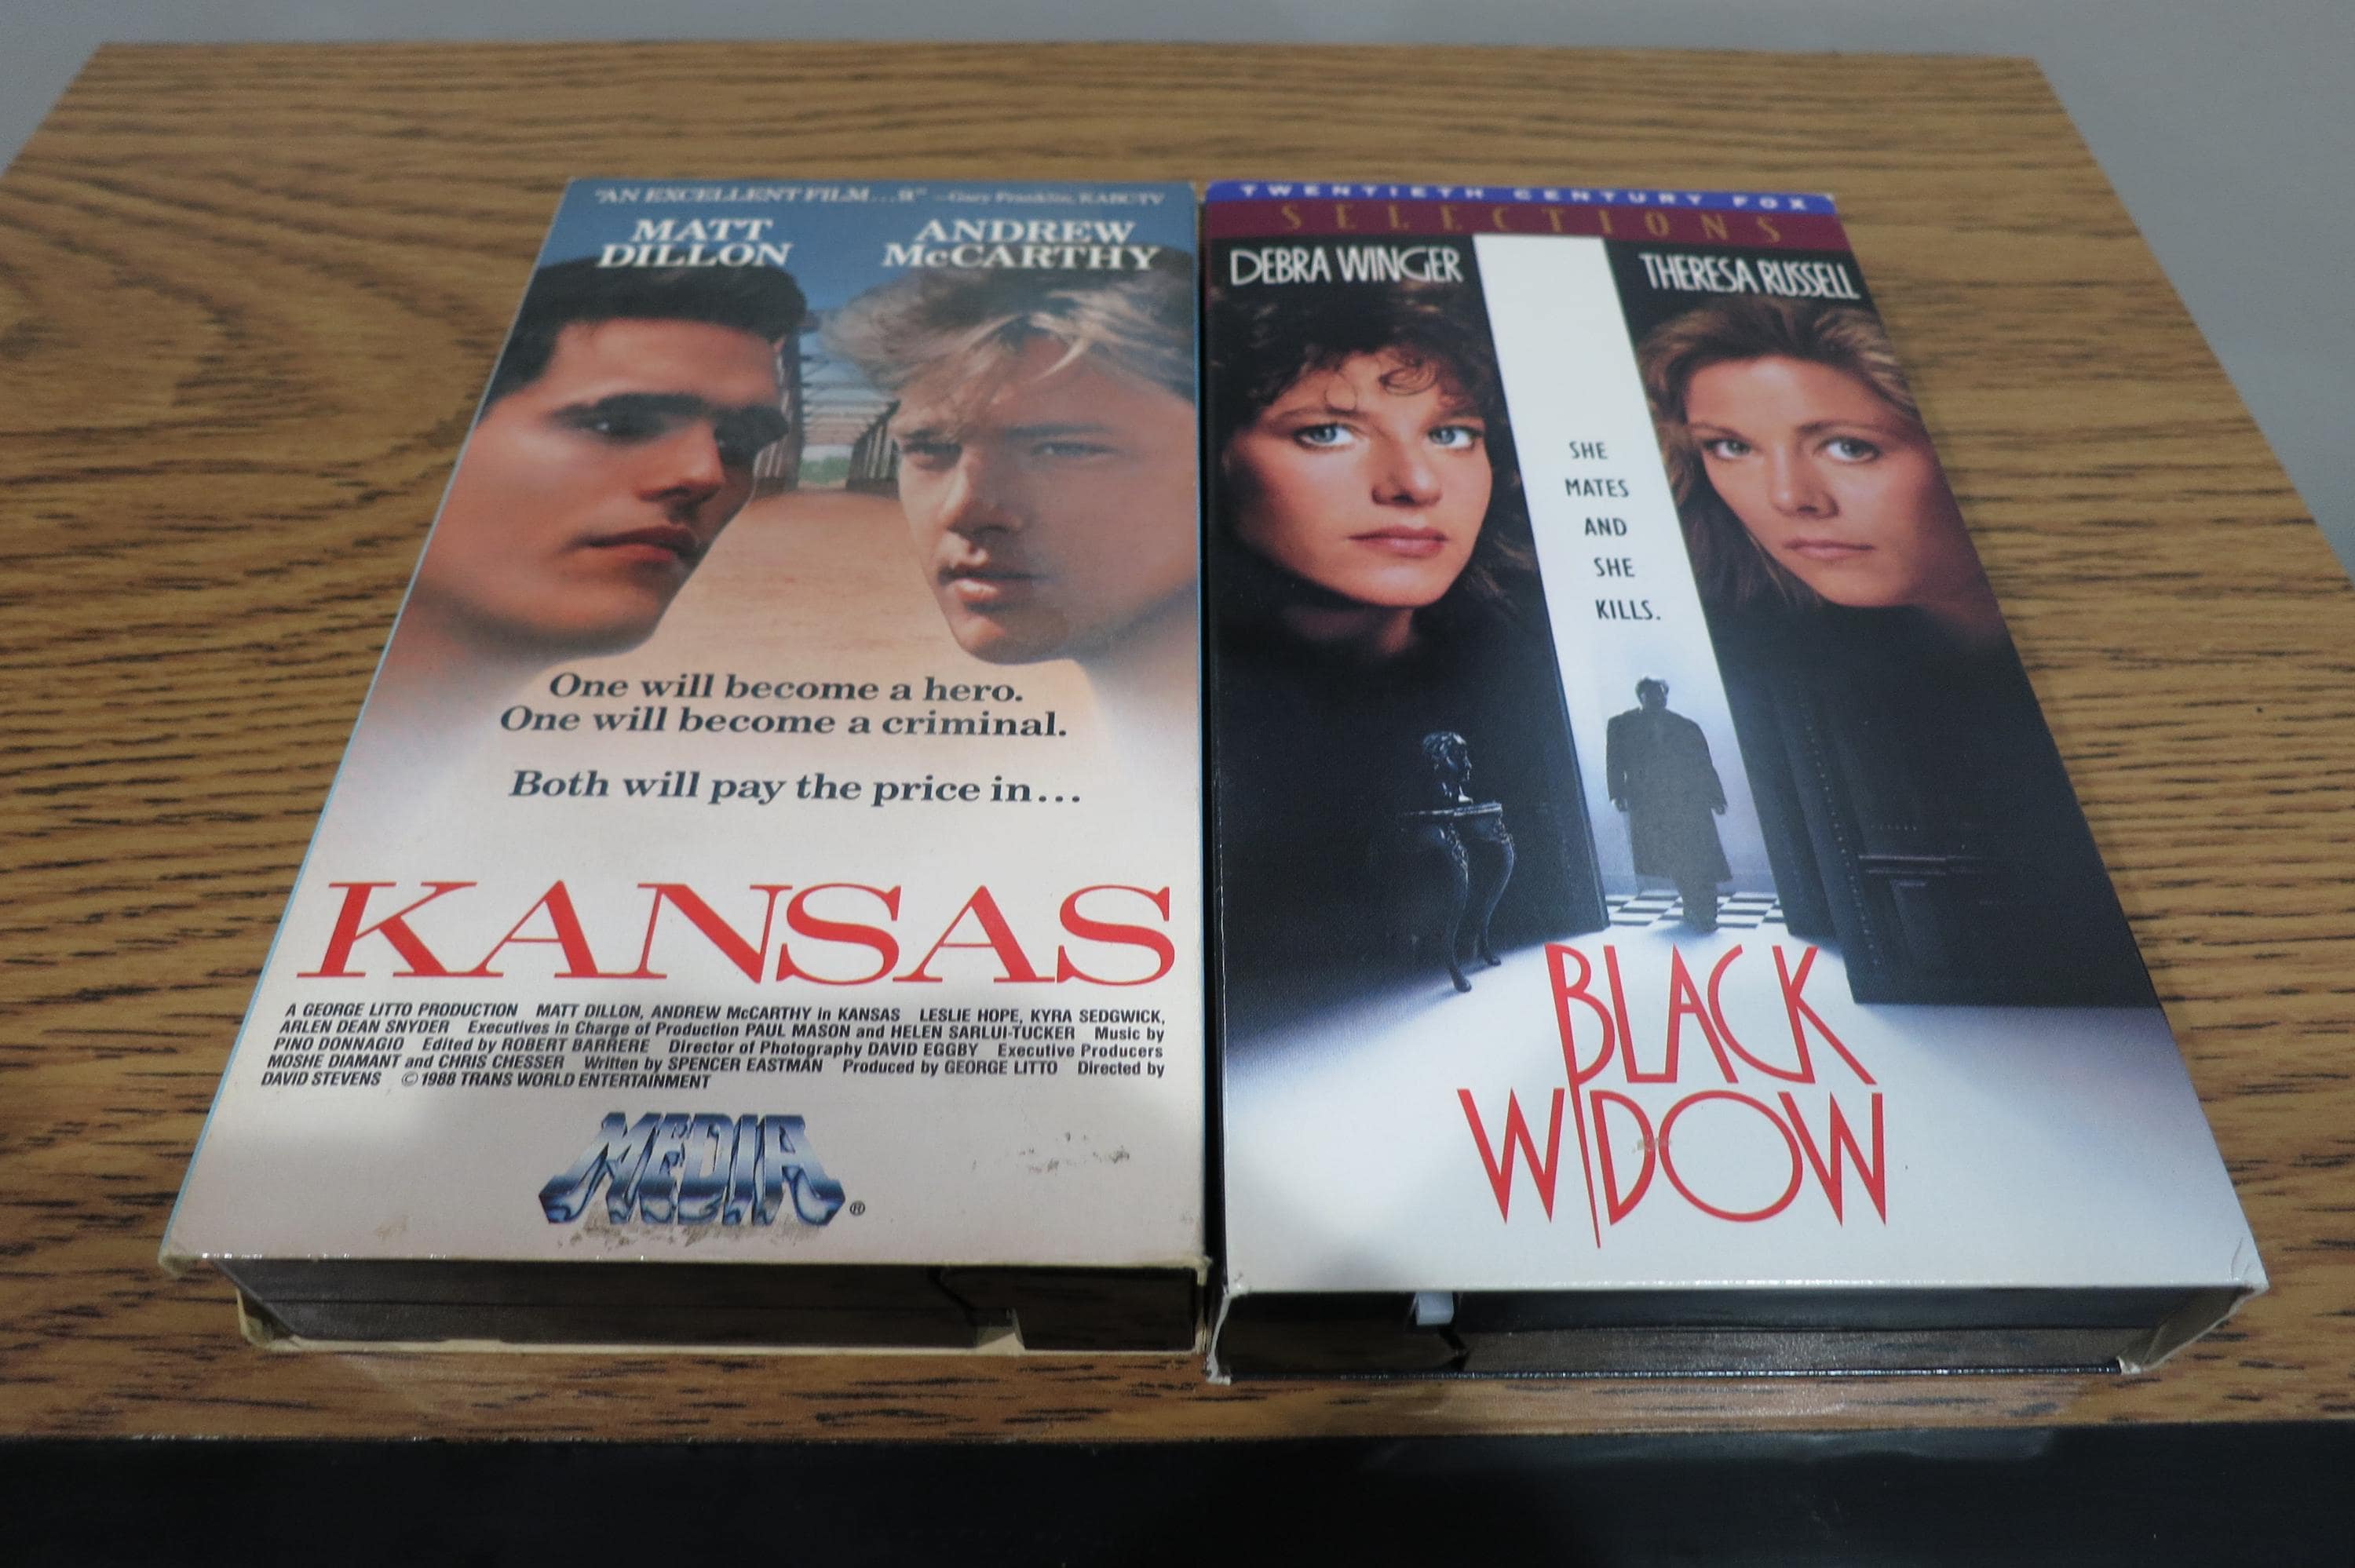 "AN EXCELLENT FILM...9." —Gary Franklin, KABC-TV
MATT
DILLON
ANDREW
McCARTHY
One will become a hero.
One will become a criminal.
Both will pay the price in...
KANSAS
A GEORGE LITTO PRODUCTION MATT DILLON, ANDREW McCARTHY in KANSAS LESLIE HOPE, KYRA SEDGWICK,
ARLEN DEAN SNYDER Executives in Charge of Production PAUL MASON and HELEN SARLUI-TUCKER Music by
PINO DONNAGIO Edited by ROBERT BARRERE Director of Photography DAVID EGGBY Executive Producers
MOSHE DIAMANT and CHRIS CHESSER Written by SPENCER EASTMAN Produced by GEORGE LITTO Directed by
DAVID STEVENS ©1988 TRANS WORLD ENTERTAINMENT
MEDIA®
TWENTIETH CENTURY FOX
SELECTIONS
DEBRA WINGER
THERESA RUSSELL
SHE
MATES
AND
SHE
KILLS.
BLACK
WIDOW